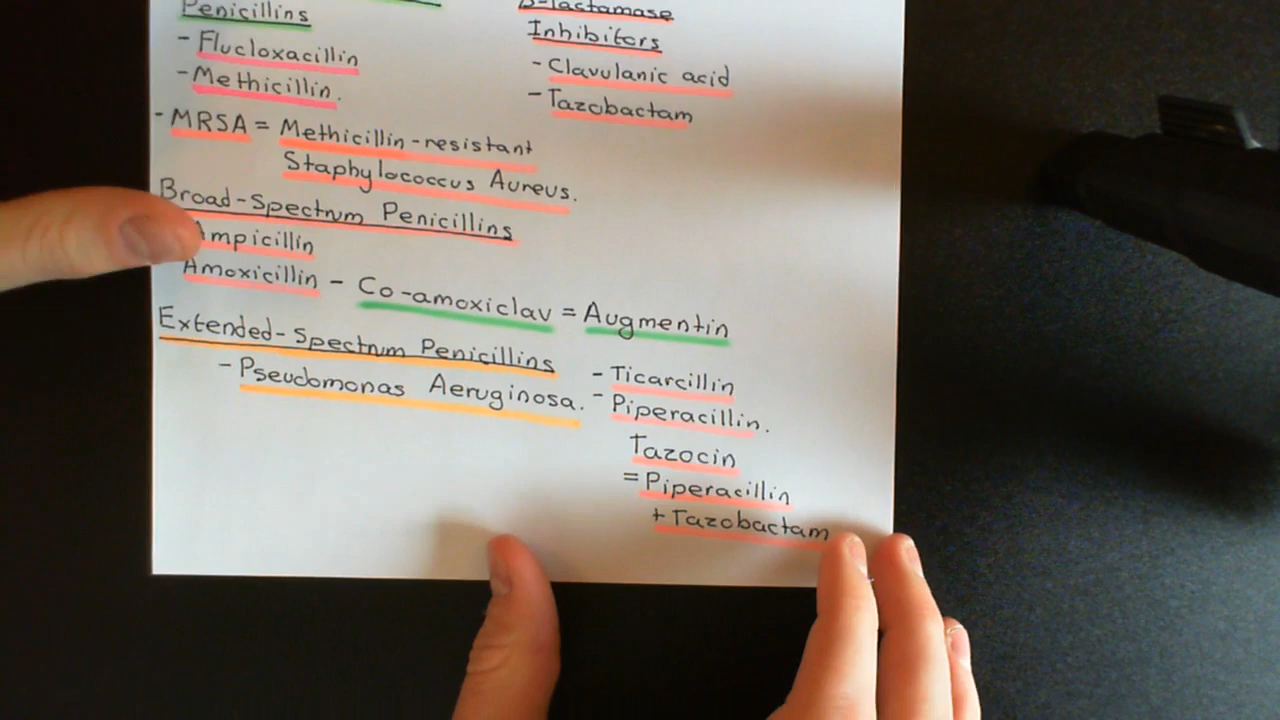 Penicillins
- Flucloxacillin
- Methicillin.
- MRSA = Methicillin-resistant
Staphylococcus Aureus.
Broad-Spectrum Penicillins
Ampicillin
Amoxicillin - Co-amoxiclav = Augmentin
Extended-Spectrum Penicillins
- Pseudomonas Aeruginosa.
β-lactamase
Inhibitors
- Clavulanic acid
- Tazobactam
- Ticarcillin
- Piperacillin.
Tazocin
= Piperacillin
+ Tazobactam